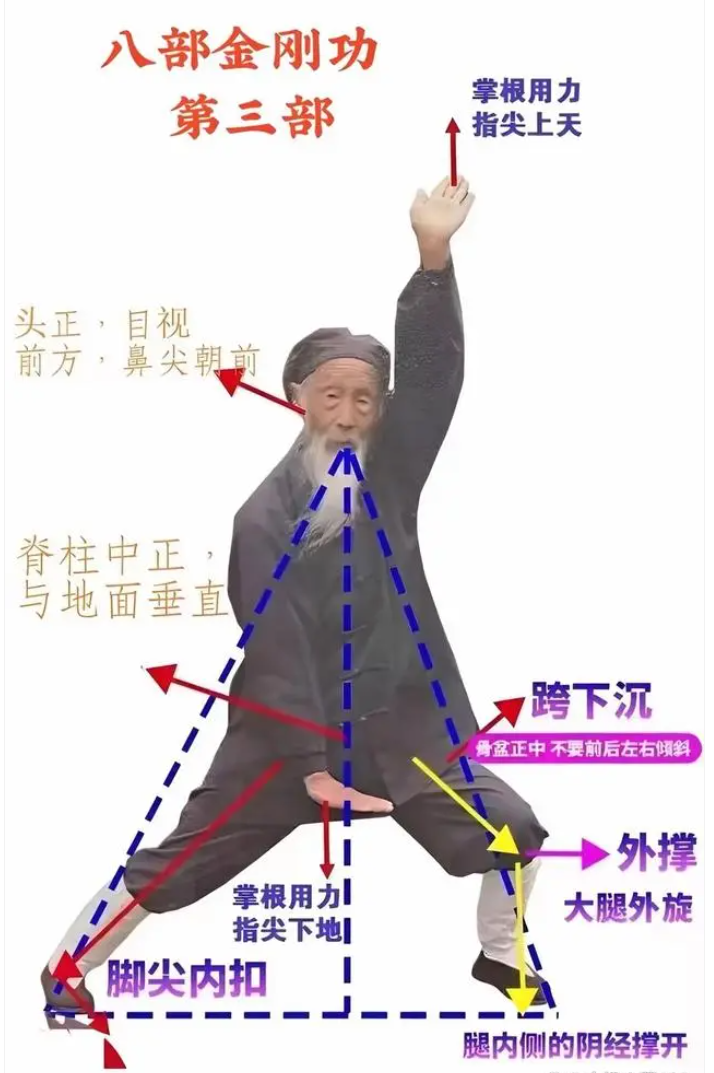 八部金刚功
第三部
掌根用力
指尖上天
头正，目视
前方，鼻尖朝前
脊柱中正，
与地面垂直
跨下沉
骨盆正中 不要前后左右倾斜
外撑
大腿外旋
掌根用力
指尖下地
脚尖内扣
腿内侧的阴经撑开